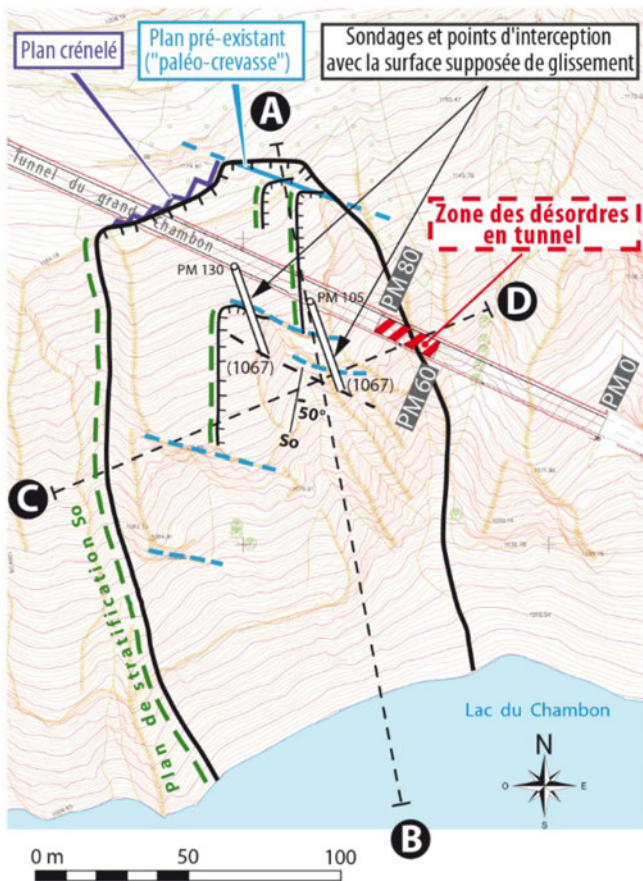 Plan crénelé
Plan pré-existant
("paléo-crevasse")
Sondages et points d'interception
avec la surface supposée de glissement
A
Tunnel du grand Chambon
Zone des désordres
en tunnel
PM 130
PM 105
PM 80
D
(1067)
(1067)
PM 60
PM 0
50°
So
C
Plan de stratification So
Lac du Chambon
N
O
E
S
B
0 m
50
100